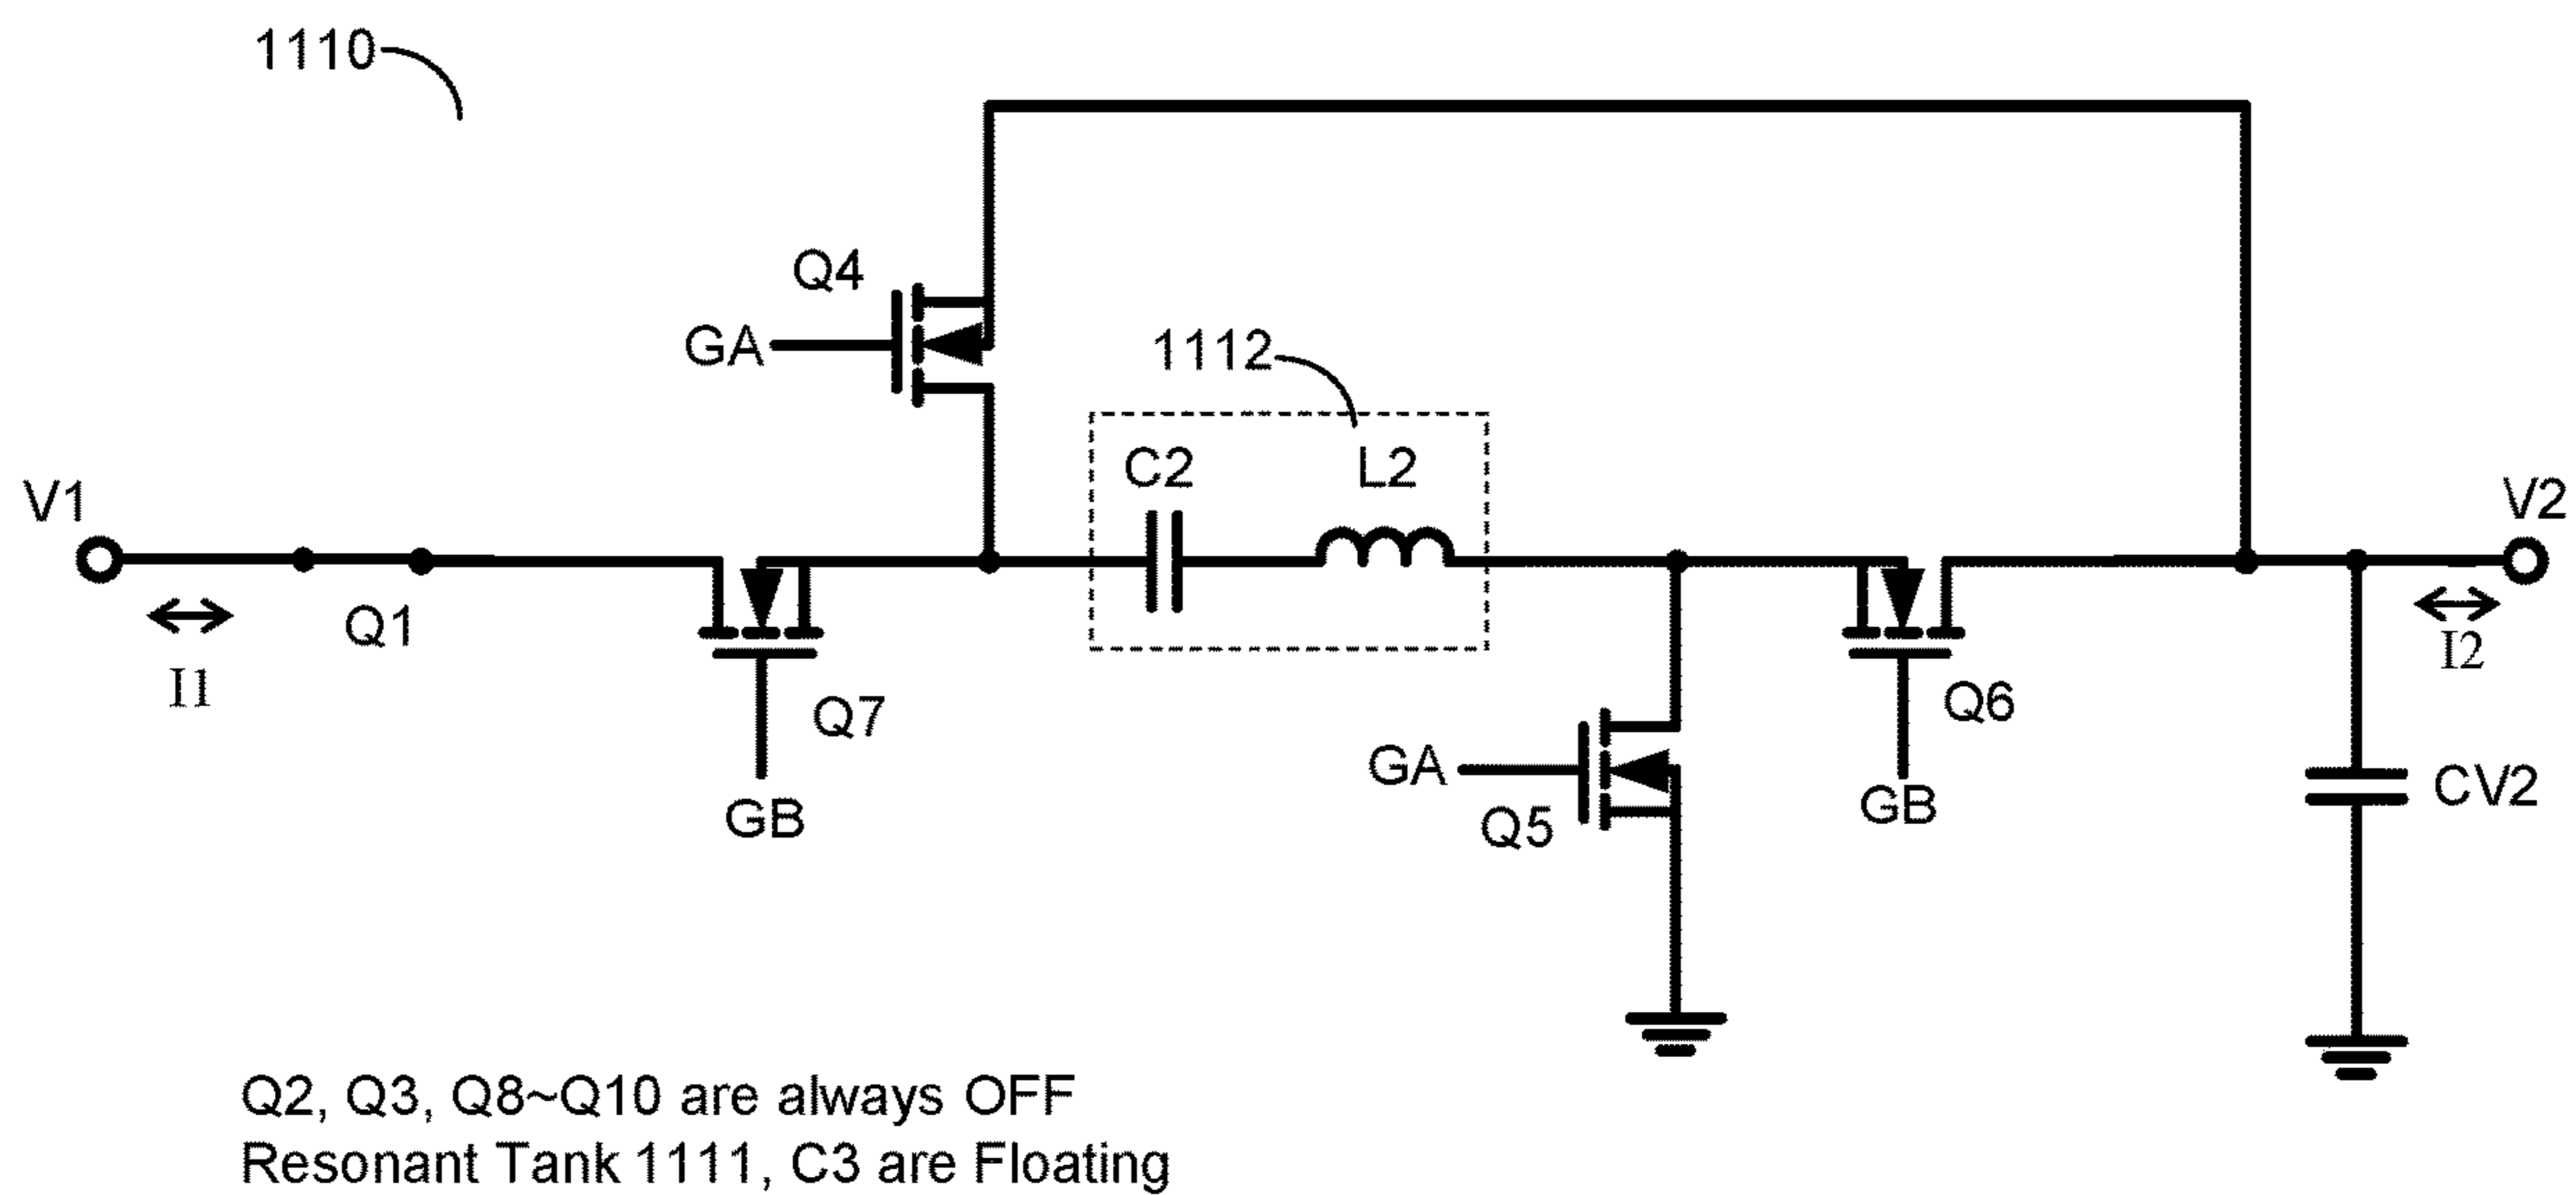 1110
Q4
GA
1112
C2
L2
V1
V2
Q1
I1
I2
Q7
Q6
GB
GA
Q5
GB
CV2
Q2, Q3, Q8~Q10 are always OFF
Resonant Tank 1111, C3 are Floating